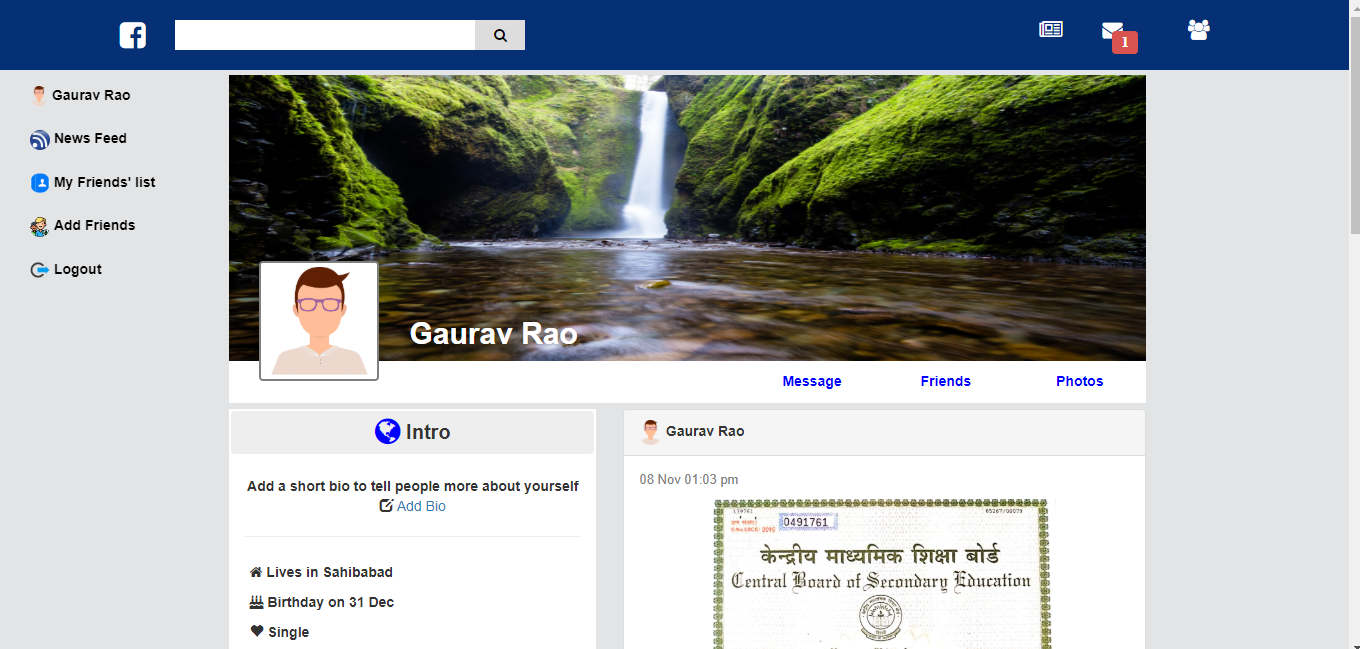 1
Gaurav Rao
News Feed
My Friends' list
Add Friends
Logout
Gaurav Rao
Message
Friends
Photos
Intro
Add a short bio to tell people more about yourself
Add Bio
Lives in Sahibabad
Birthday on 31 Dec
Single
Gaurav Rao
08 Nov 01:03 pm
0491761
केन्द्रीय माध्यमिक शिक्षा बोर्ड
Central Board of Secondary Education